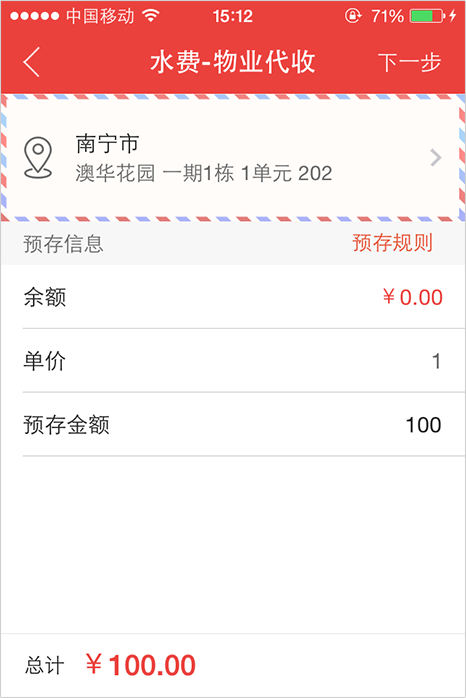 中国移动 15:12 71%
水费-物业代收 下一步
南宁市
澳华花园 一期1栋 1单元 202
预存信息 预存规则
余额 ￥0.00
单价 1
预存金额 100
总计 ￥100.00